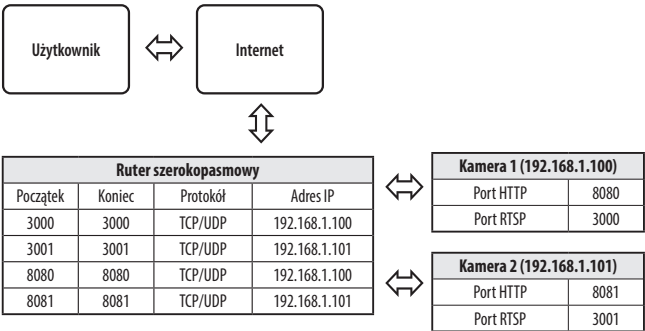 Użytkownik
Internet
Ruter szerokopasmowy
Początek Koniec Protokół Adres IP
3000 3000 TCP/UDP 192.168.1.100
3001 3001 TCP/UDP 192.168.1.101
8080 8080 TCP/UDP 192.168.1.100
8081 8081 TCP/UDP 192.168.1.101
Kamera 1 (192.168.1.100)
Port HTTP 8080
Port RTSP 3000
Kamera 2 (192.168.1.101)
Port HTTP 8081
Port RTSP 3001